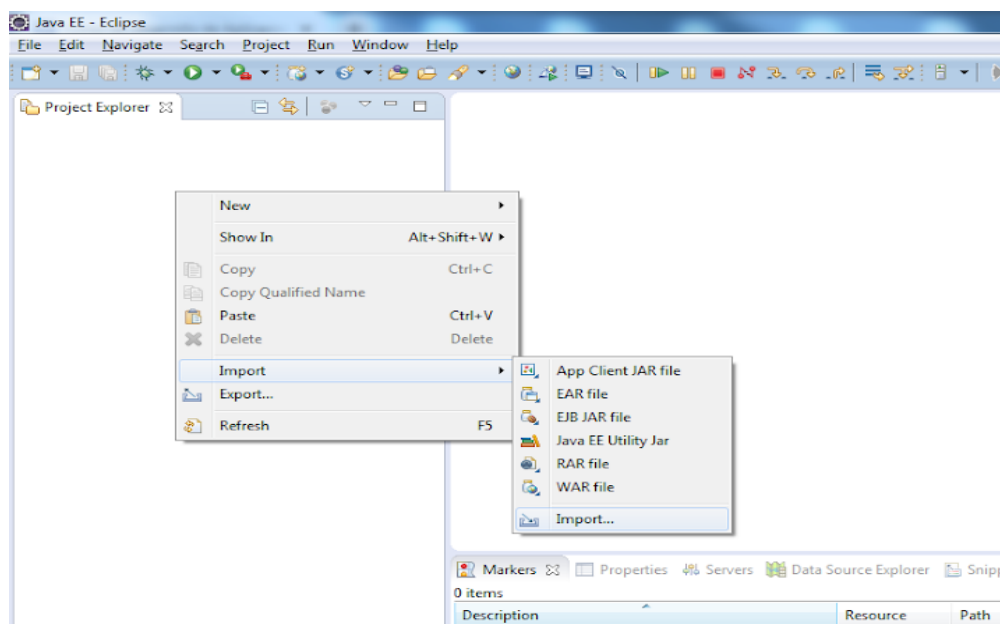 Java EE - Eclipse
File Edit Navigate Search Project Run Window Help
Project Explorer
New
Show In Alt+Shift+W
Copy Ctrl+C
Copy Qualified Name
Paste Ctrl+V
Delete Delete
Import
Export...
Refresh F5
App Client JAR file
EAR file
EJB JAR file
Java EE Utility Jar
RAR file
WAR file
Import...
Markers Properties Servers Data Source Explorer Snipp
0 items
Description Resource Path